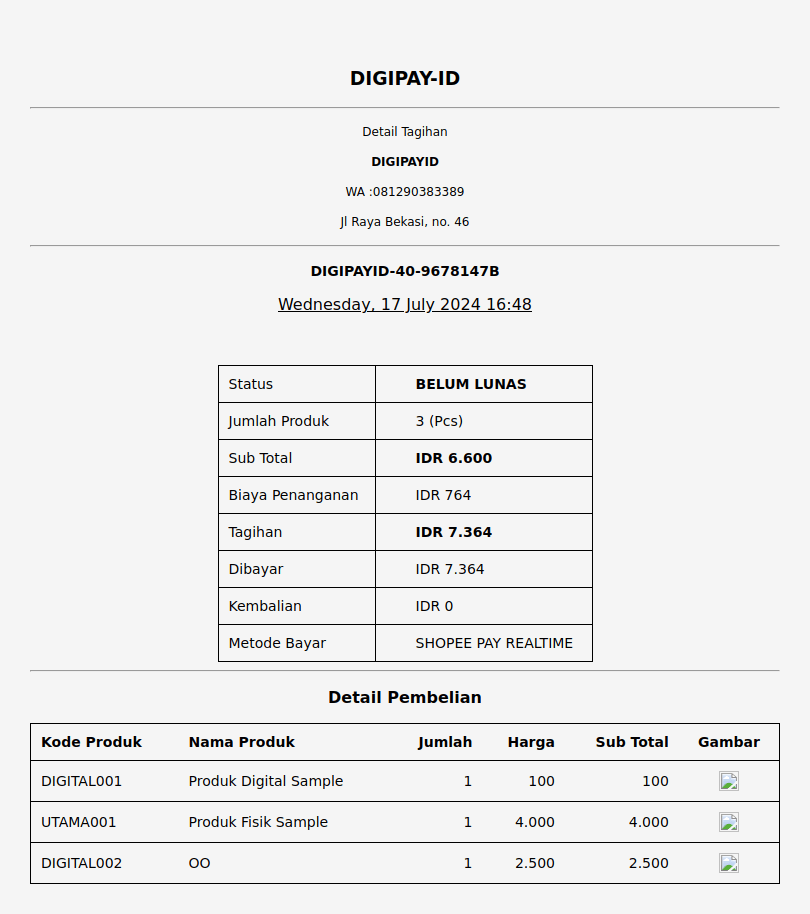 DIGIPAY-ID
Detail Tagihan
DIGIPAYID
WA :081290383389
Jl Raya Bekasi, no. 46
DIGIPAYID-40-9678147B
Wednesday, 17 July 2024 16:48
Status BELUM LUNAS
Jumlah Produk 3 (Pcs)
Sub Total IDR 6.600
Biaya Penanganan IDR 764
Tagihan IDR 7.364
Dibayar IDR 7.364
Kembalian IDR 0
Metode Bayar SHOPEE PAY REALTIME
Detail Pembelian
Kode Produk Nama Produk Jumlah Harga Sub Total Gambar
DIGITAL001 Produk Digital Sample 1 100 100
UTAMA001 Produk Fisik Sample 1 4.000 4.000
DIGITAL002 OO 1 2.500 2.500